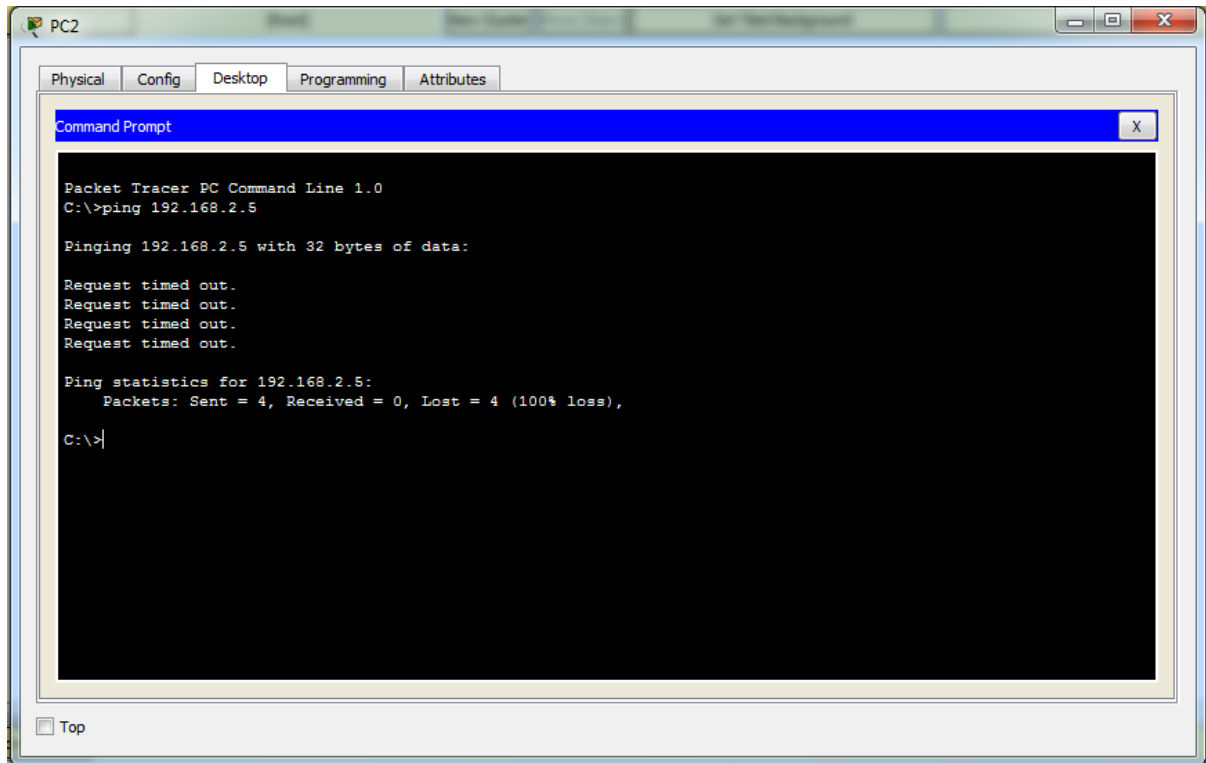 PC2
Physical Config Desktop Programming Attributes
Command Prompt
X
Packet Tracer PC Command Line 1.0
C:\>ping 192.168.2.5
Pinging 192.168.2.5 with 32 bytes of data:
Request timed out.
Request timed out.
Request timed out.
Request timed out.
Ping statistics for 192.168.2.5:
Packets: Sent = 4, Received = 0, Lost = 4 (100% loss),
C:\>
Top